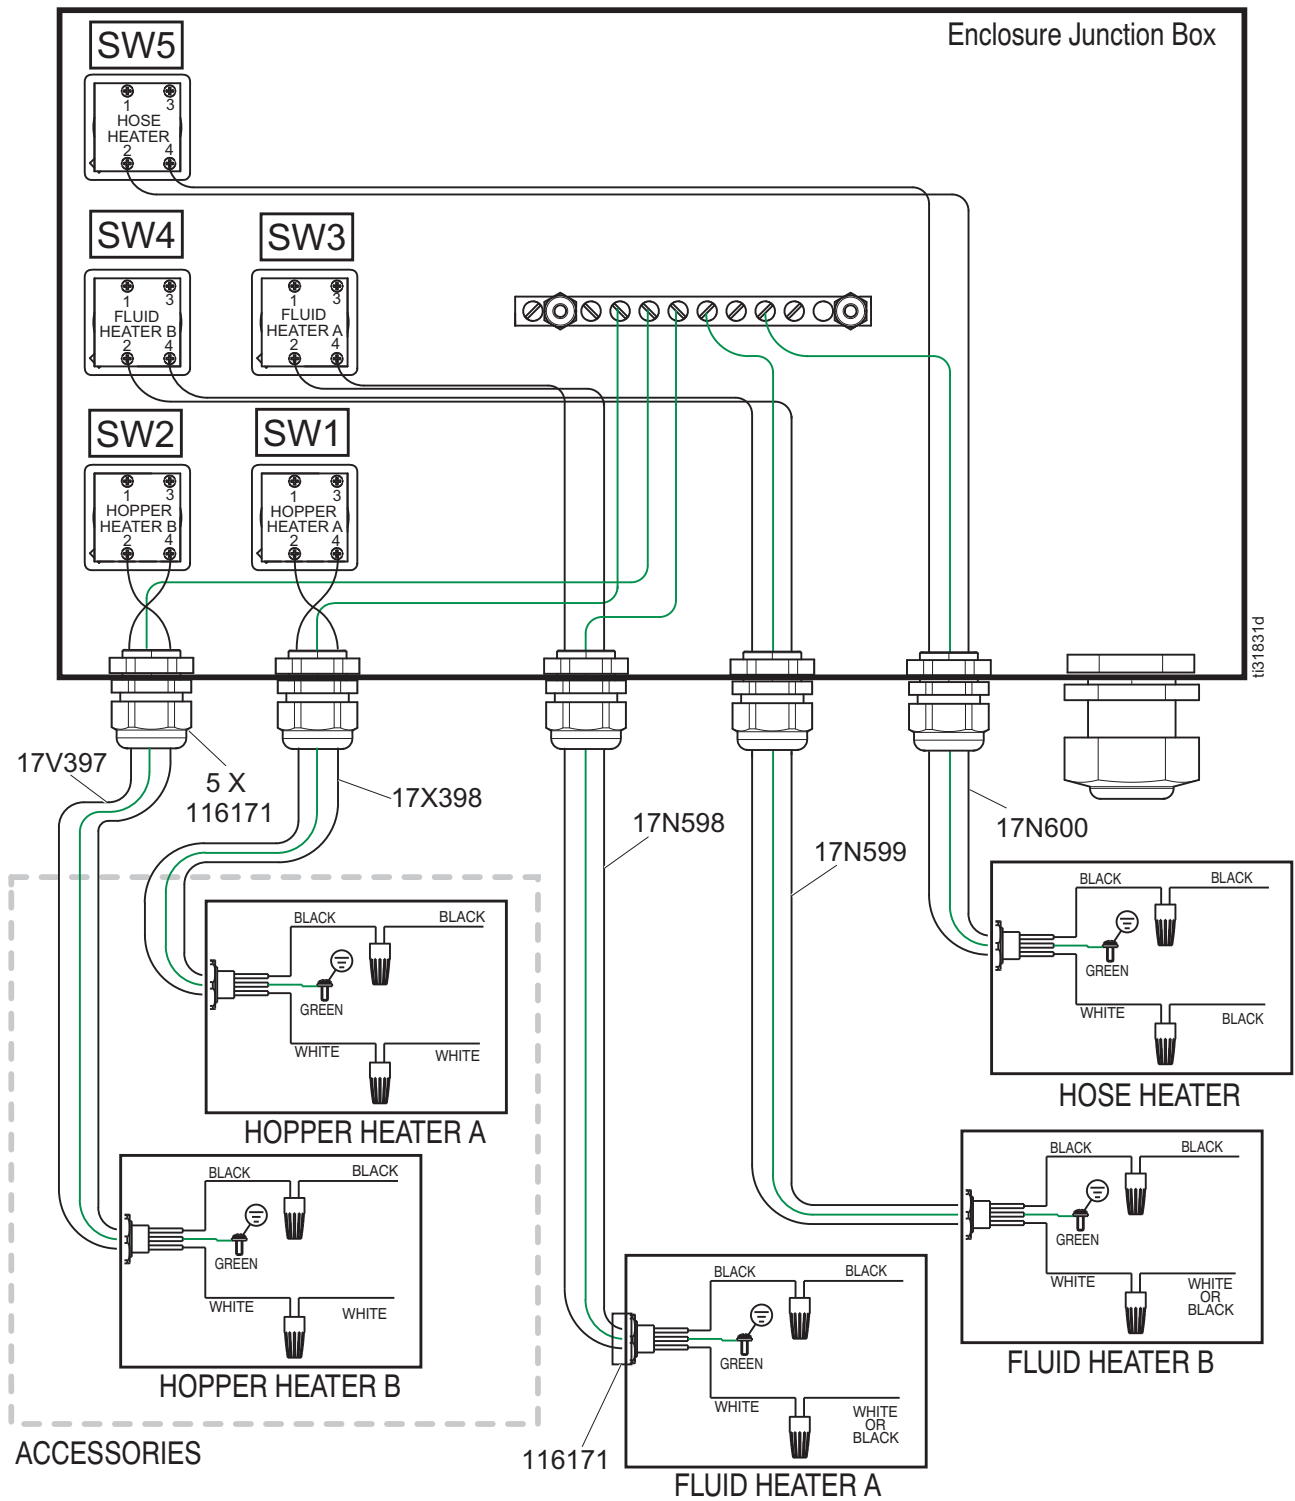 Enclosure Junction Box
SW5
1 3
HOSE
HEATER
2 4
SW4
1 3
FLUID
HEATER B
2 4
SW3
1 3
FLUID
HEATER A
2 4
SW2
1 3
HOPPER
HEATER B
2 4
SW1
1 3
HOPPER
HEATER A
2 4
ti31831d
17V397
5 X
116171
17X398
17N598
17N599
17N600
BLACK BLACK
GREEN
WHITE BLACK
HOSE HEATER
BLACK BLACK
GREEN
WHITE WHITE
HOPPER HEATER A
BLACK BLACK
GREEN
WHITE WHITE
HOPPER HEATER B
ACCESSORIES
BLACK BLACK
GREEN
WHITE WHITE
OR
BLACK
FLUID HEATER B
BLACK BLACK
GREEN
WHITE WHITE
OR
BLACK
116171
FLUID HEATER A